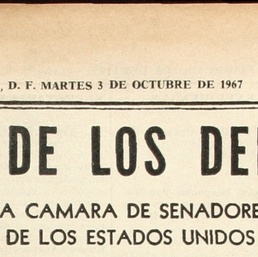 , D. F. MARTES 3 DE OCTUBRE DE 1967
DE LOS DE
A CAMARA DE SENADORE
DE LOS ESTADOS UNIDOS